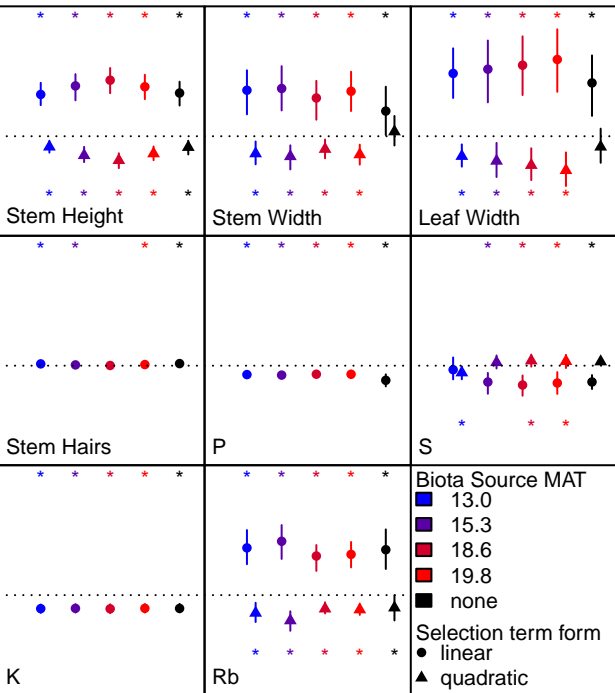 * * * * *
* * * * *
* * * * *
* * * *
Stem Height
* * * *
Stem Width
* *
Leaf Width
* * * *
* * * * *
* * * *
Stem Hairs
P
* * *
S
* * * * *
* * * * *
K
* * * * *
Rb
Biota Source MAT
13.0
15.3
18.6
19.8
none
Selection term form
linear
quadratic